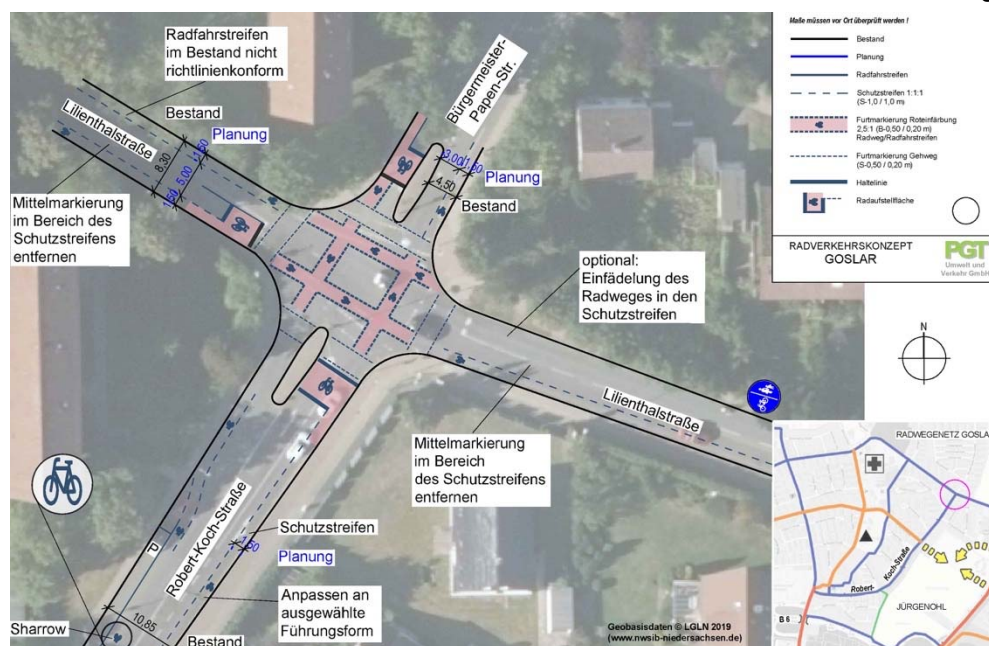 Radfahrstreifen
im Bestand nicht
richtlinienkonform
Bestand
Planung
Lilienthalstraße
8,30
5,00
1,50
1,50
Mittelmarkierung
im Bereich des
Schutzstreifens
entfernen
Bürgermeister-
Papen-Str.
3,00
1,50
Planung
4,50
Bestand
optional:
Einfädelung des
Radweges in den
Schutzstreifen
Lilienthalstraße
Mittelmarkierung
im Bereich
des Schutzstreifens
entfernen
Robert-Koch-Straße
P
Schutzstreifen
1,50
Planung
Anpassen an
ausgewählte
Führungsform
10,85
Sharrow
Bestand
Geobasisdaten © LGLN 2019
(www.nwsib-niedersachsen.de)
Maße müssen vor Ort überprüft werden !
Bestand
Planung
Radfahrstreifen
Schutzstreifen 1:1:1
(S-1,0 / 1,0 m)
Furtmarkierung Roteinfärbung
2,5:1 (B-0,50 / 0,20 m)
Radweg/Radfahrstreifen
Furtmarkierung Gehweg
(S-0,50 / 0,20 m)
Haltelinie
Radaufstellfläche
RADVERKEHRSKONZEPT
GOSLAR
PGT
Umwelt und
Verkehr GmbH
N
RADWEGENETZ GOSLA
Robert-
Koch-Straße
JÜRGENOHL
B 6